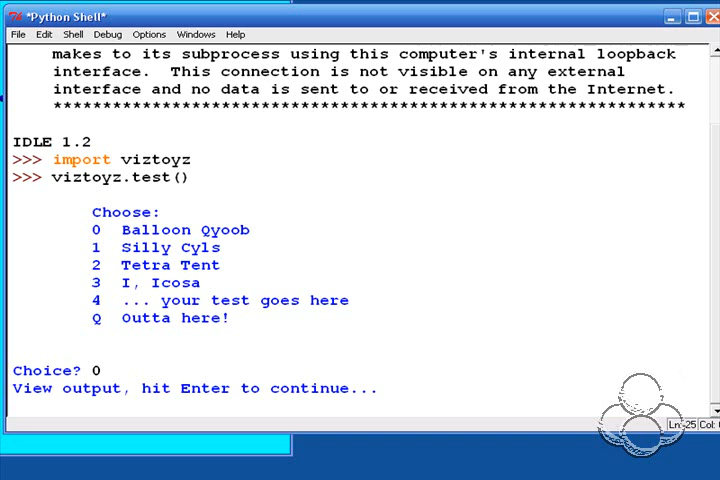 *Python Shell*
File Edit Shell Debug Options Windows Help
makes to its subprocess using this computer's internal loopback
interface.  This connection is not visible on any external
interface and no data is sent to or received from the Internet.
****************************************************************
IDLE 1.2
>>> import viztoyz
>>> viztoyz.test()
Choose:
0  Balloon Qyoob
1  Silly Cyls
2  Tetra Tent
3  I, Icosa
4  ... your test goes here
Q  Outta here!
Choice? 0
View output, hit Enter to continue...
Ln: 25 Col: